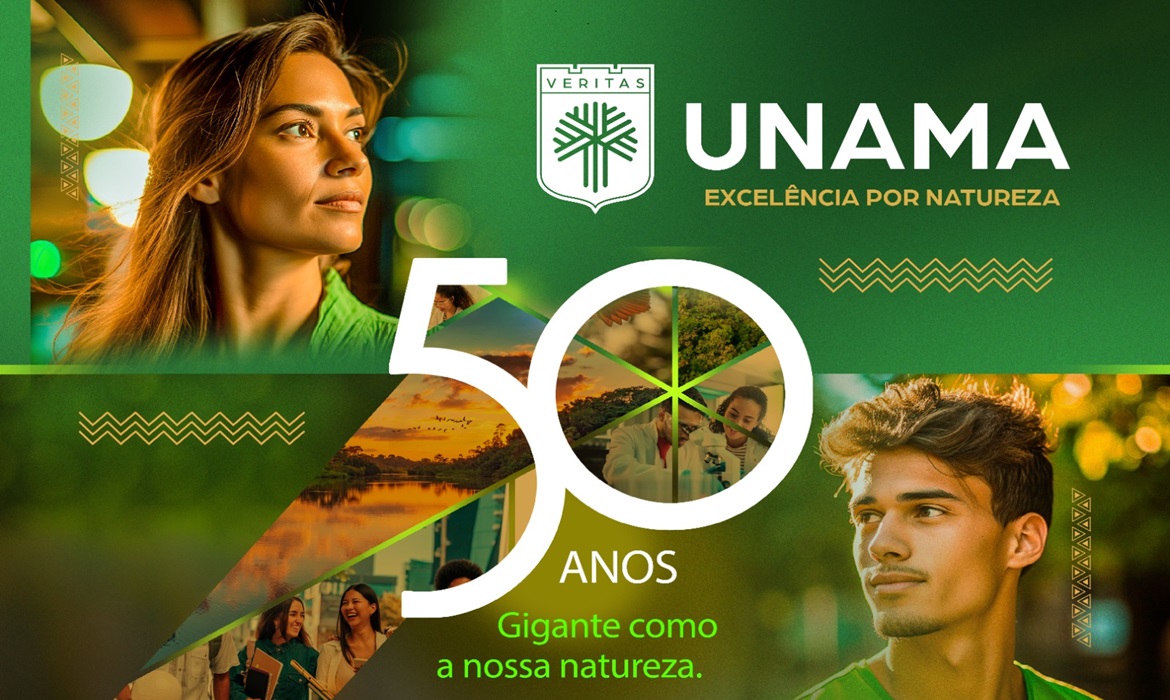 VERITAS
UNAMA
EXCELÊNCIA POR NATUREZA
50
ANOS
Gigante como
a nossa natureza.